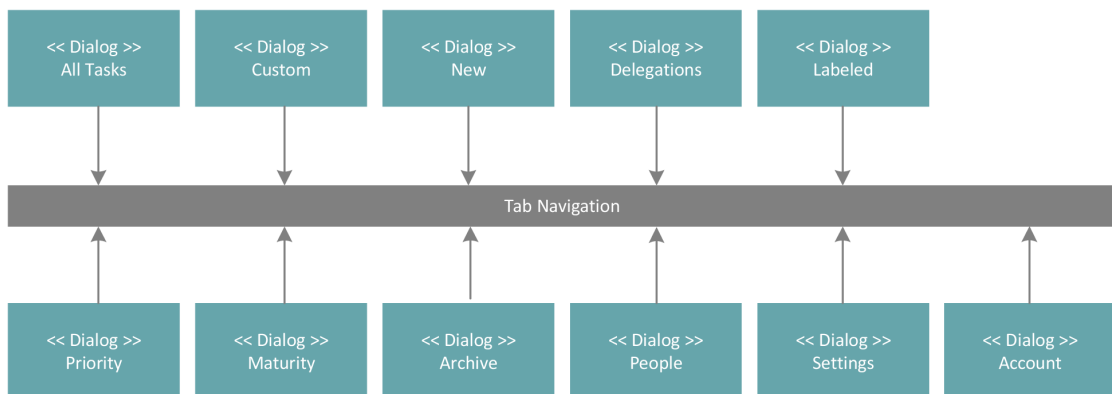 << Dialog >>
All Tasks
<< Dialog >>
Custom
<< Dialog >>
New
<< Dialog >>
Delegations
<< Dialog >>
Labeled
Tab Navigation
<< Dialog >>
Priority
<< Dialog >>
Maturity
<< Dialog >>
Archive
<< Dialog >>
People
<< Dialog >>
Settings
<< Dialog >>
Account